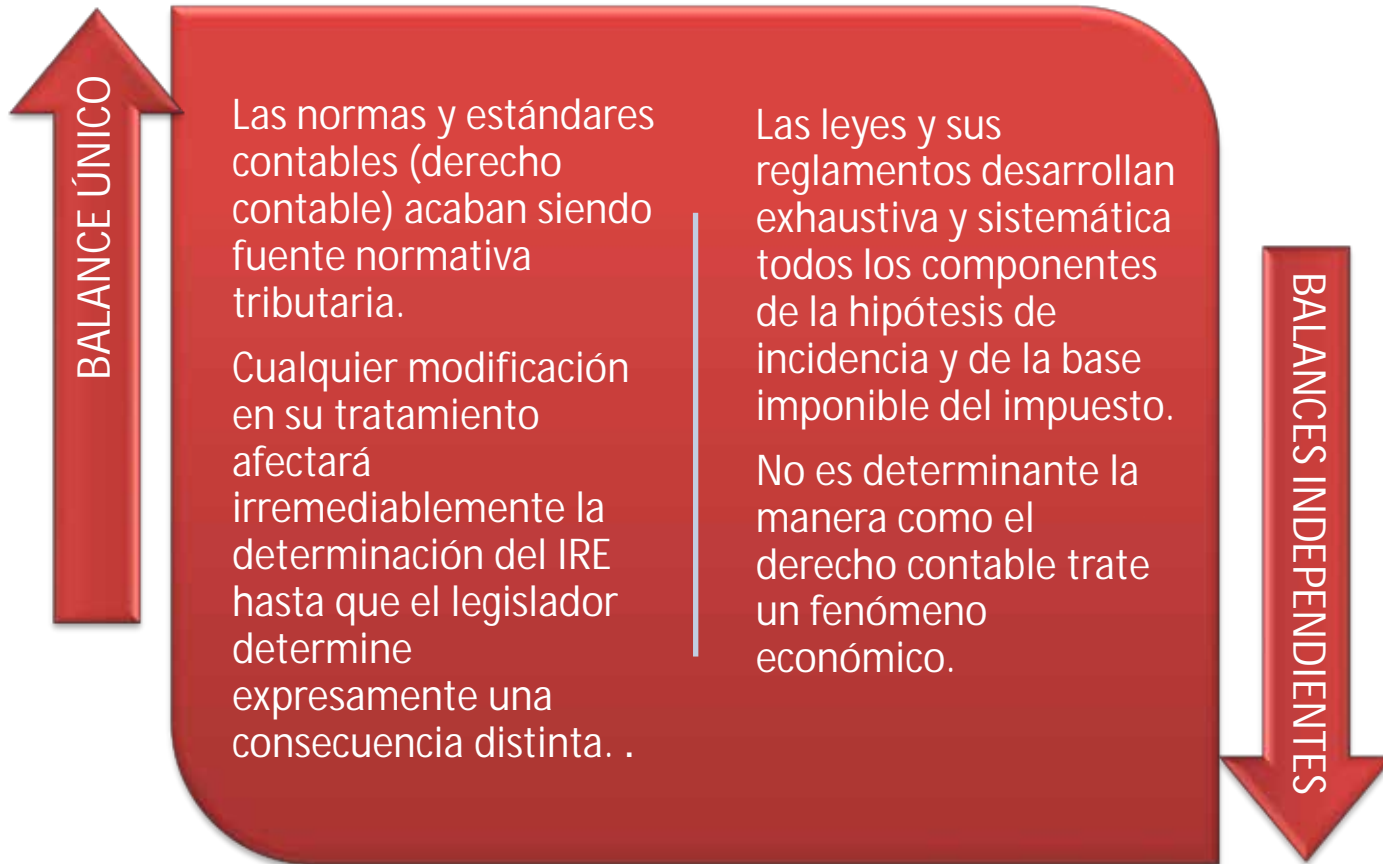 BALANCE ÚNICO
Las normas y estándares
contables (derecho
contable) acaban siendo
fuente normativa
tributaria.
Cualquier modificación
en su tratamiento
afectará
irremediablemente la
determinación del IRE
hasta que el legislador
determine
expresamente una
consecuencia distinta. .
Las leyes y sus
reglamentos desarrollan
exhaustiva y sistemática
todos los componentes
de la hipótesis de
incidencia y de la base
imponible del impuesto.
No es determinante la
manera como el
derecho contable trate
un fenómeno
económico.
BALANCES INDEPENDIENTES